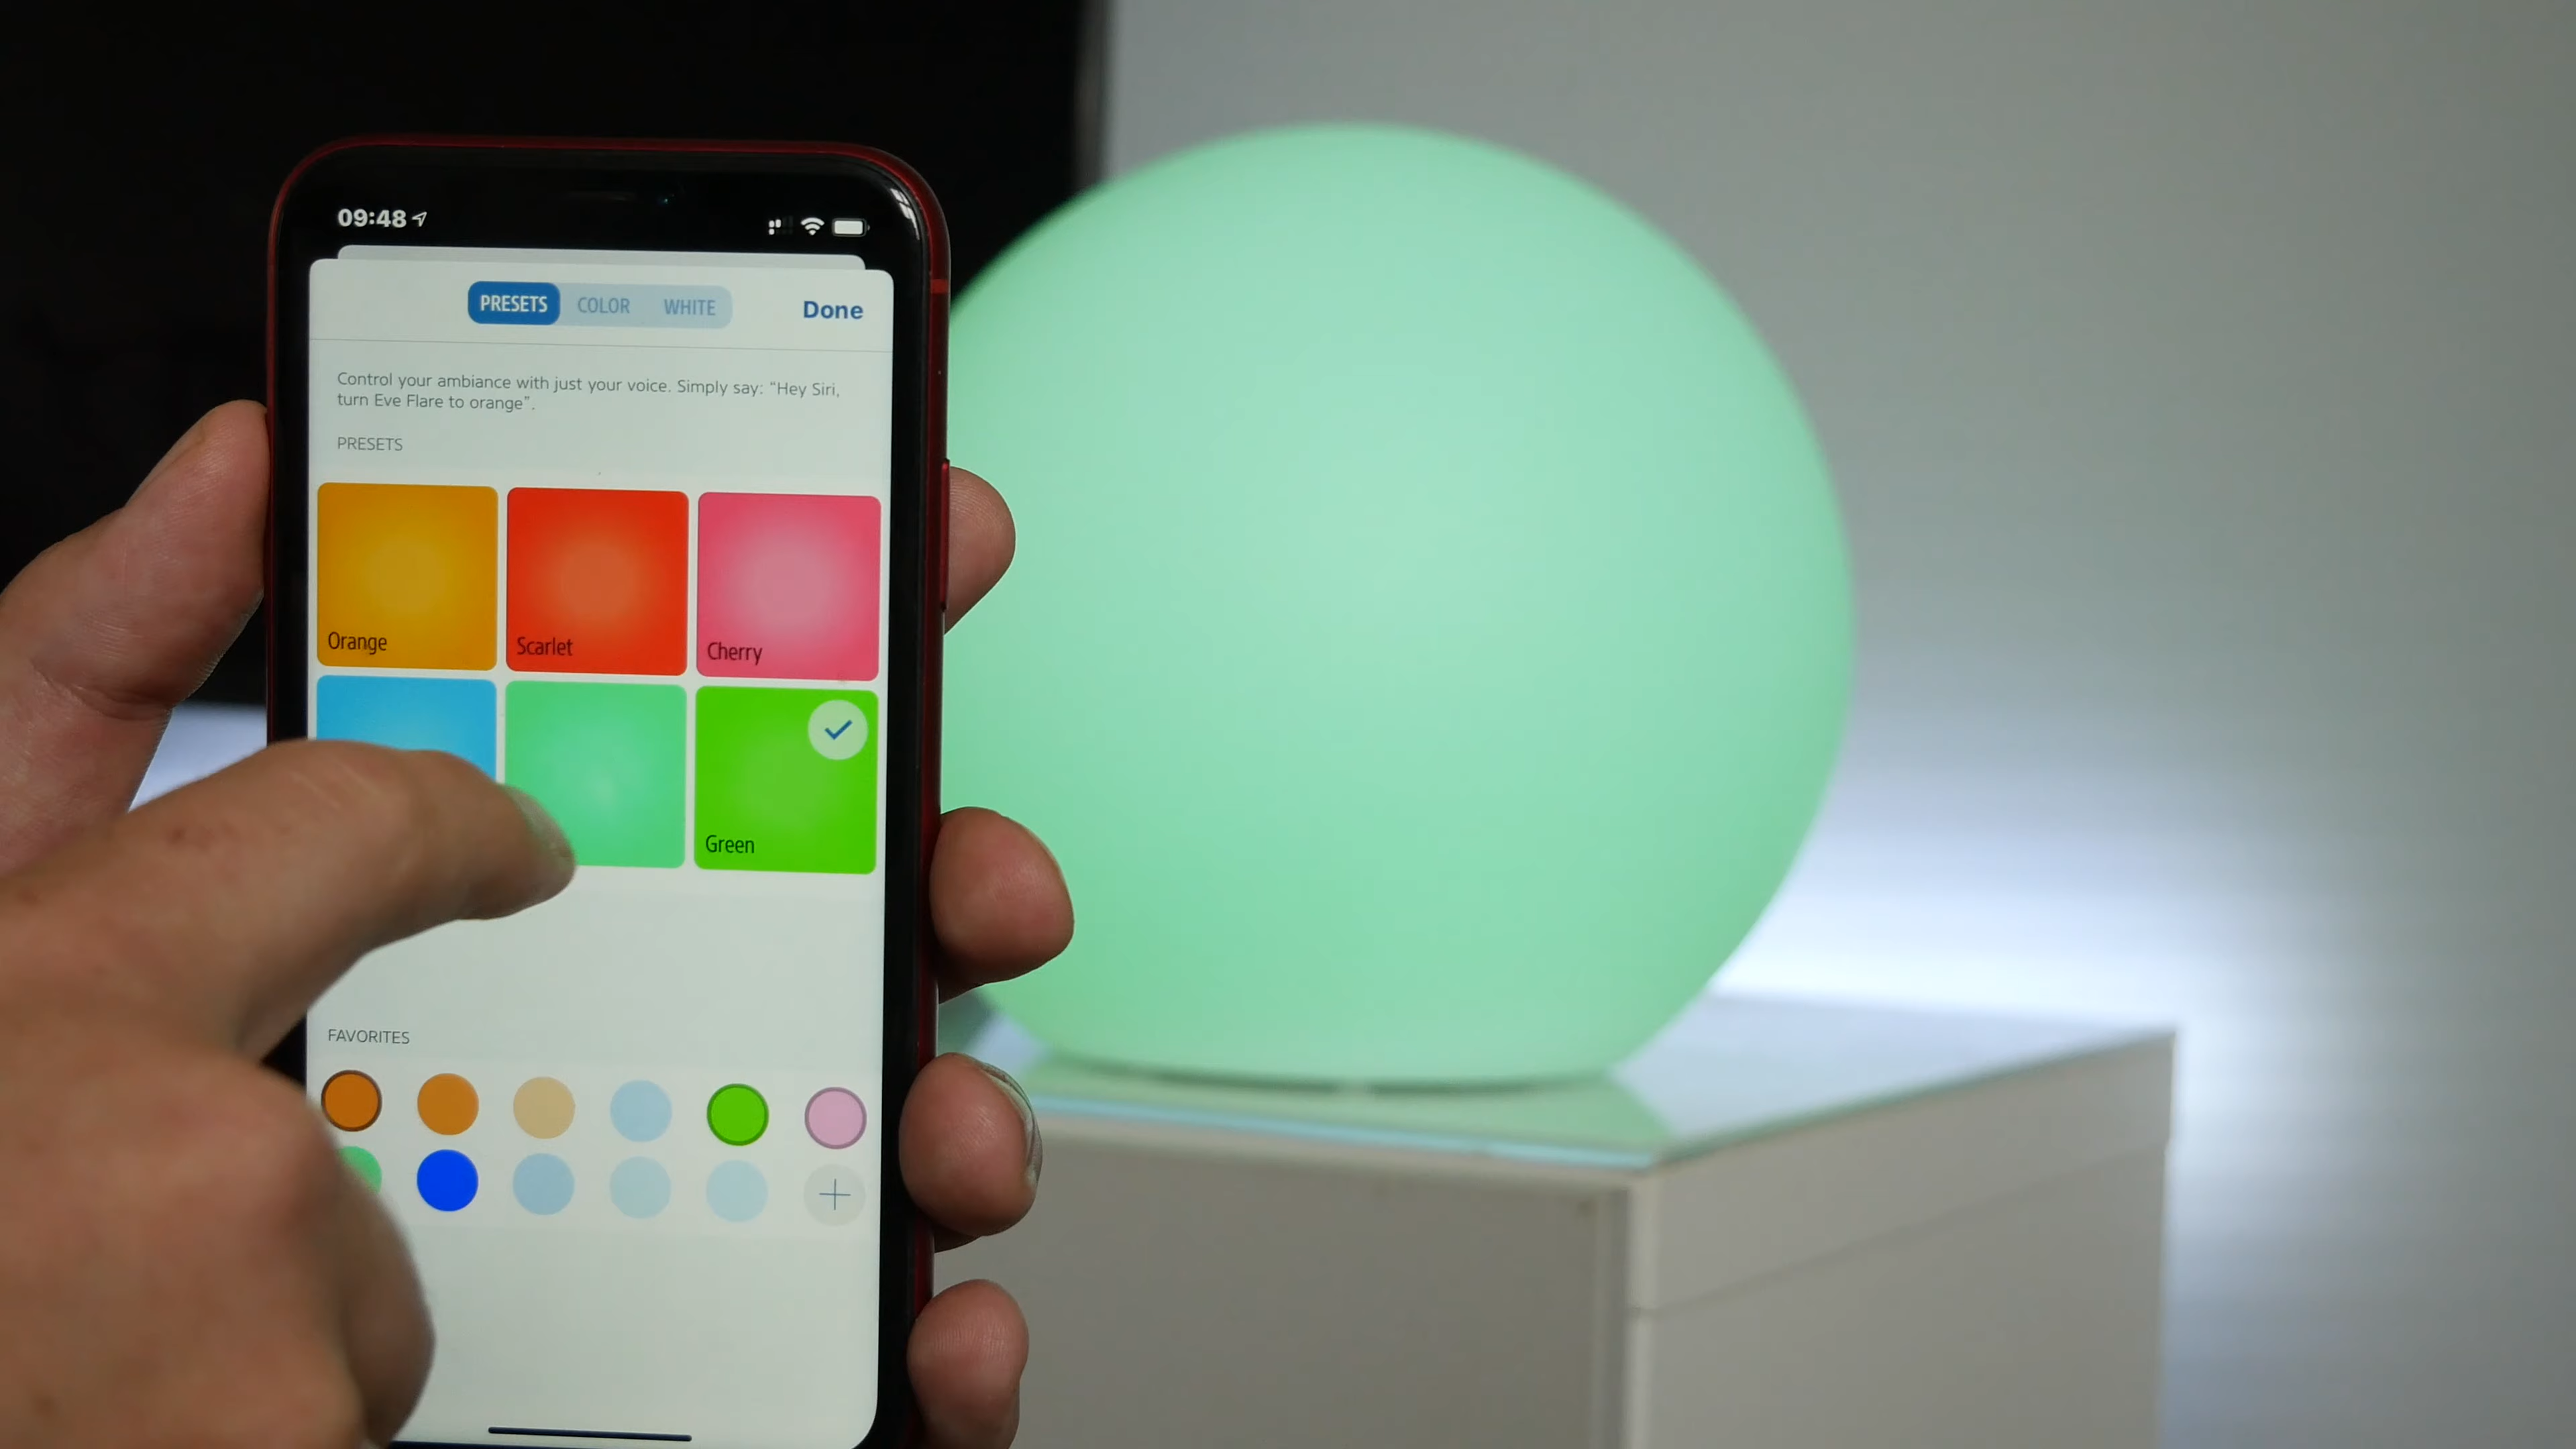 09:48
PRESETS COLOR WHITE Done
Control your ambiance with just your voice. Simply say: "Hey Siri,
turn Eve Flare to orange".
PRESETS
Orange Scarlet Cherry
Green
FAVORITES